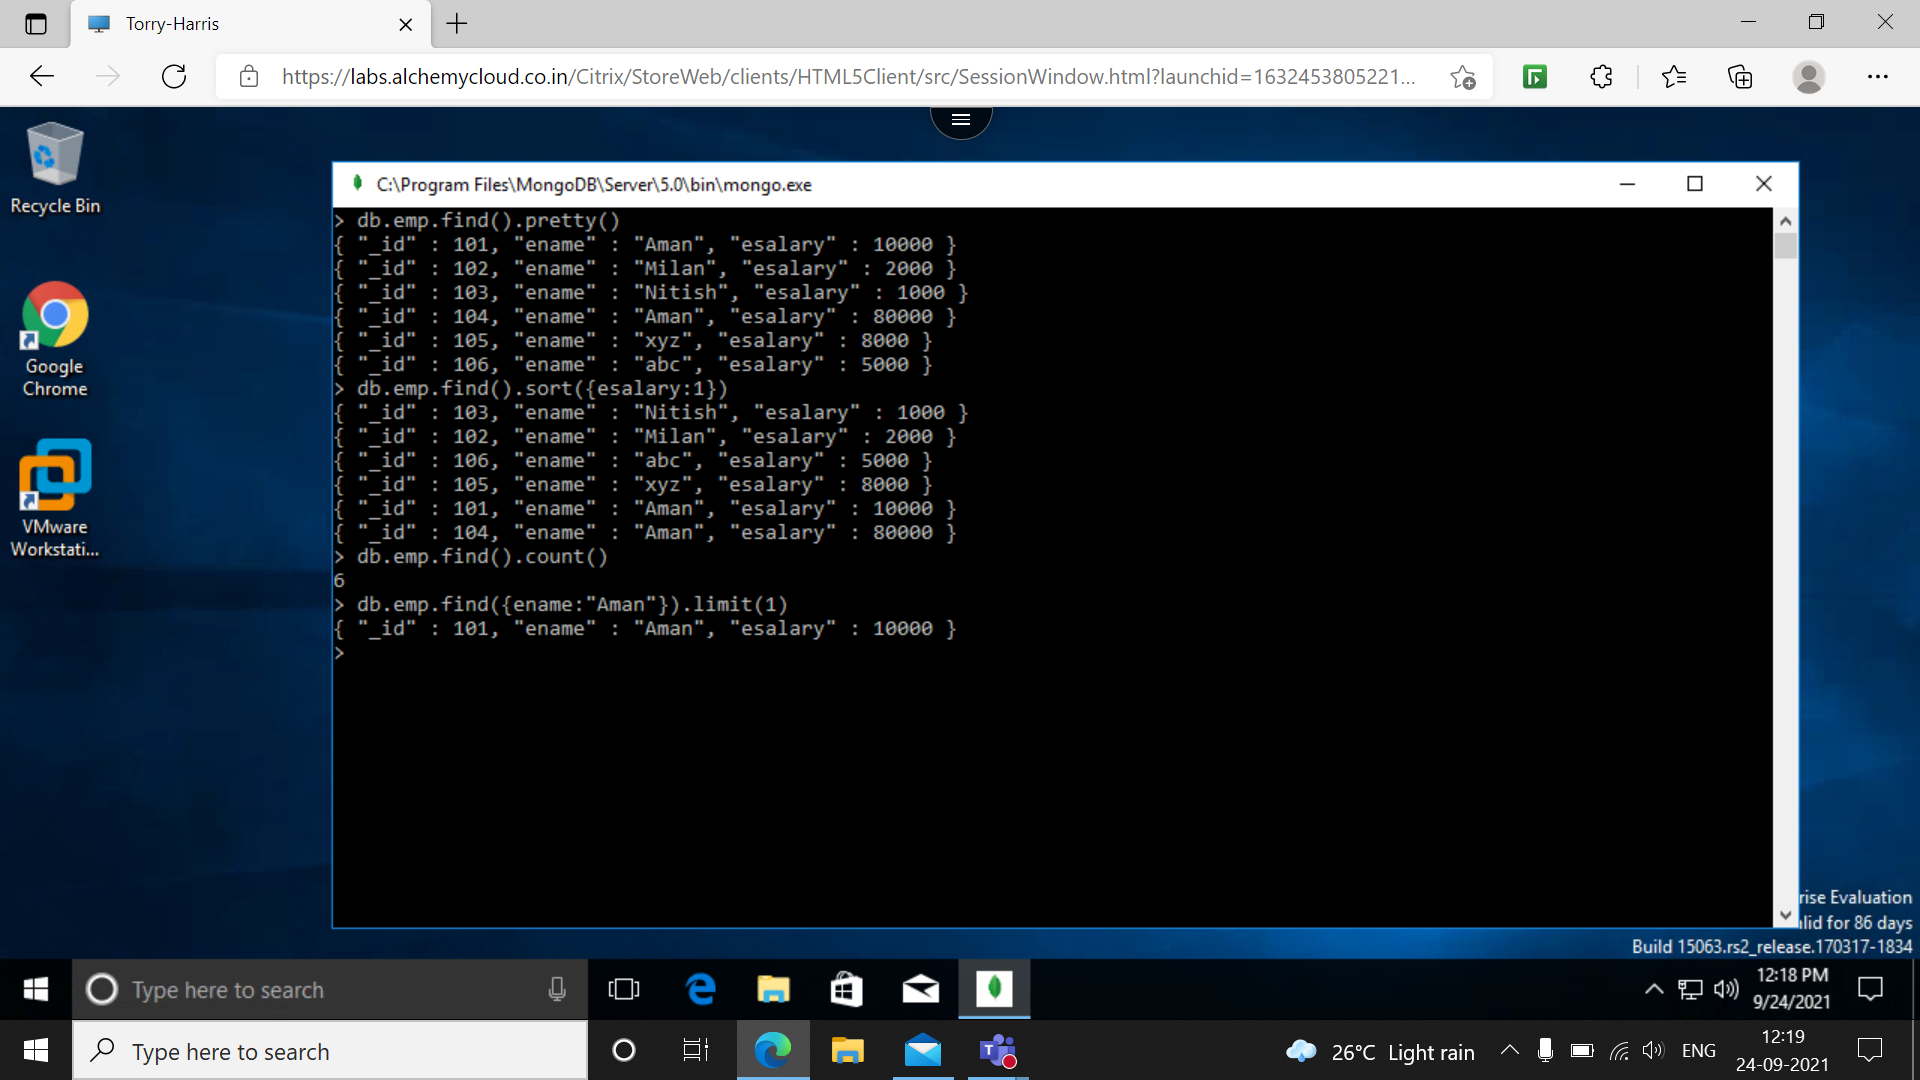 Torry-Harris
https://labs.alchemycloud.co.in/Citrix/StoreWeb/clients/HTML5Client/src/SessionWindow.html?launchid=1632453805221...
Recycle Bin
Google
Chrome
VMware
Workstati...
C:\Program Files\MongoDB\Server\5.0\bin\mongo.exe
> db.emp.find().pretty()
{ "_id" : 101, "ename" : "Aman", "esalary" : 10000 }
{ "_id" : 102, "ename" : "Milan", "esalary" : 2000 }
{ "_id" : 103, "ename" : "Nitish", "esalary" : 1000 }
{ "_id" : 104, "ename" : "Aman", "esalary" : 80000 }
{ "_id" : 105, "ename" : "xyz", "esalary" : 8000 }
{ "_id" : 106, "ename" : "abc", "esalary" : 5000 }
> db.emp.find().sort({esalary:1})
{ "_id" : 103, "ename" : "Nitish", "esalary" : 1000 }
{ "_id" : 102, "ename" : "Milan", "esalary" : 2000 }
{ "_id" : 106, "ename" : "abc", "esalary" : 5000 }
{ "_id" : 105, "ename" : "xyz", "esalary" : 8000 }
{ "_id" : 101, "ename" : "Aman", "esalary" : 10000 }
{ "_id" : 104, "ename" : "Aman", "esalary" : 80000 }
> db.emp.find().count()
6
> db.emp.find({ename:"Aman"}).limit(1)
{ "_id" : 101, "ename" : "Aman", "esalary" : 10000 }
>
rise Evaluation
lid for 86 days
Build 15063.rs2_release.170317-1834
Type here to search
12:18 PM
9/24/2021
Type here to search
26°C Light rain
ENG
12:19
24-09-2021